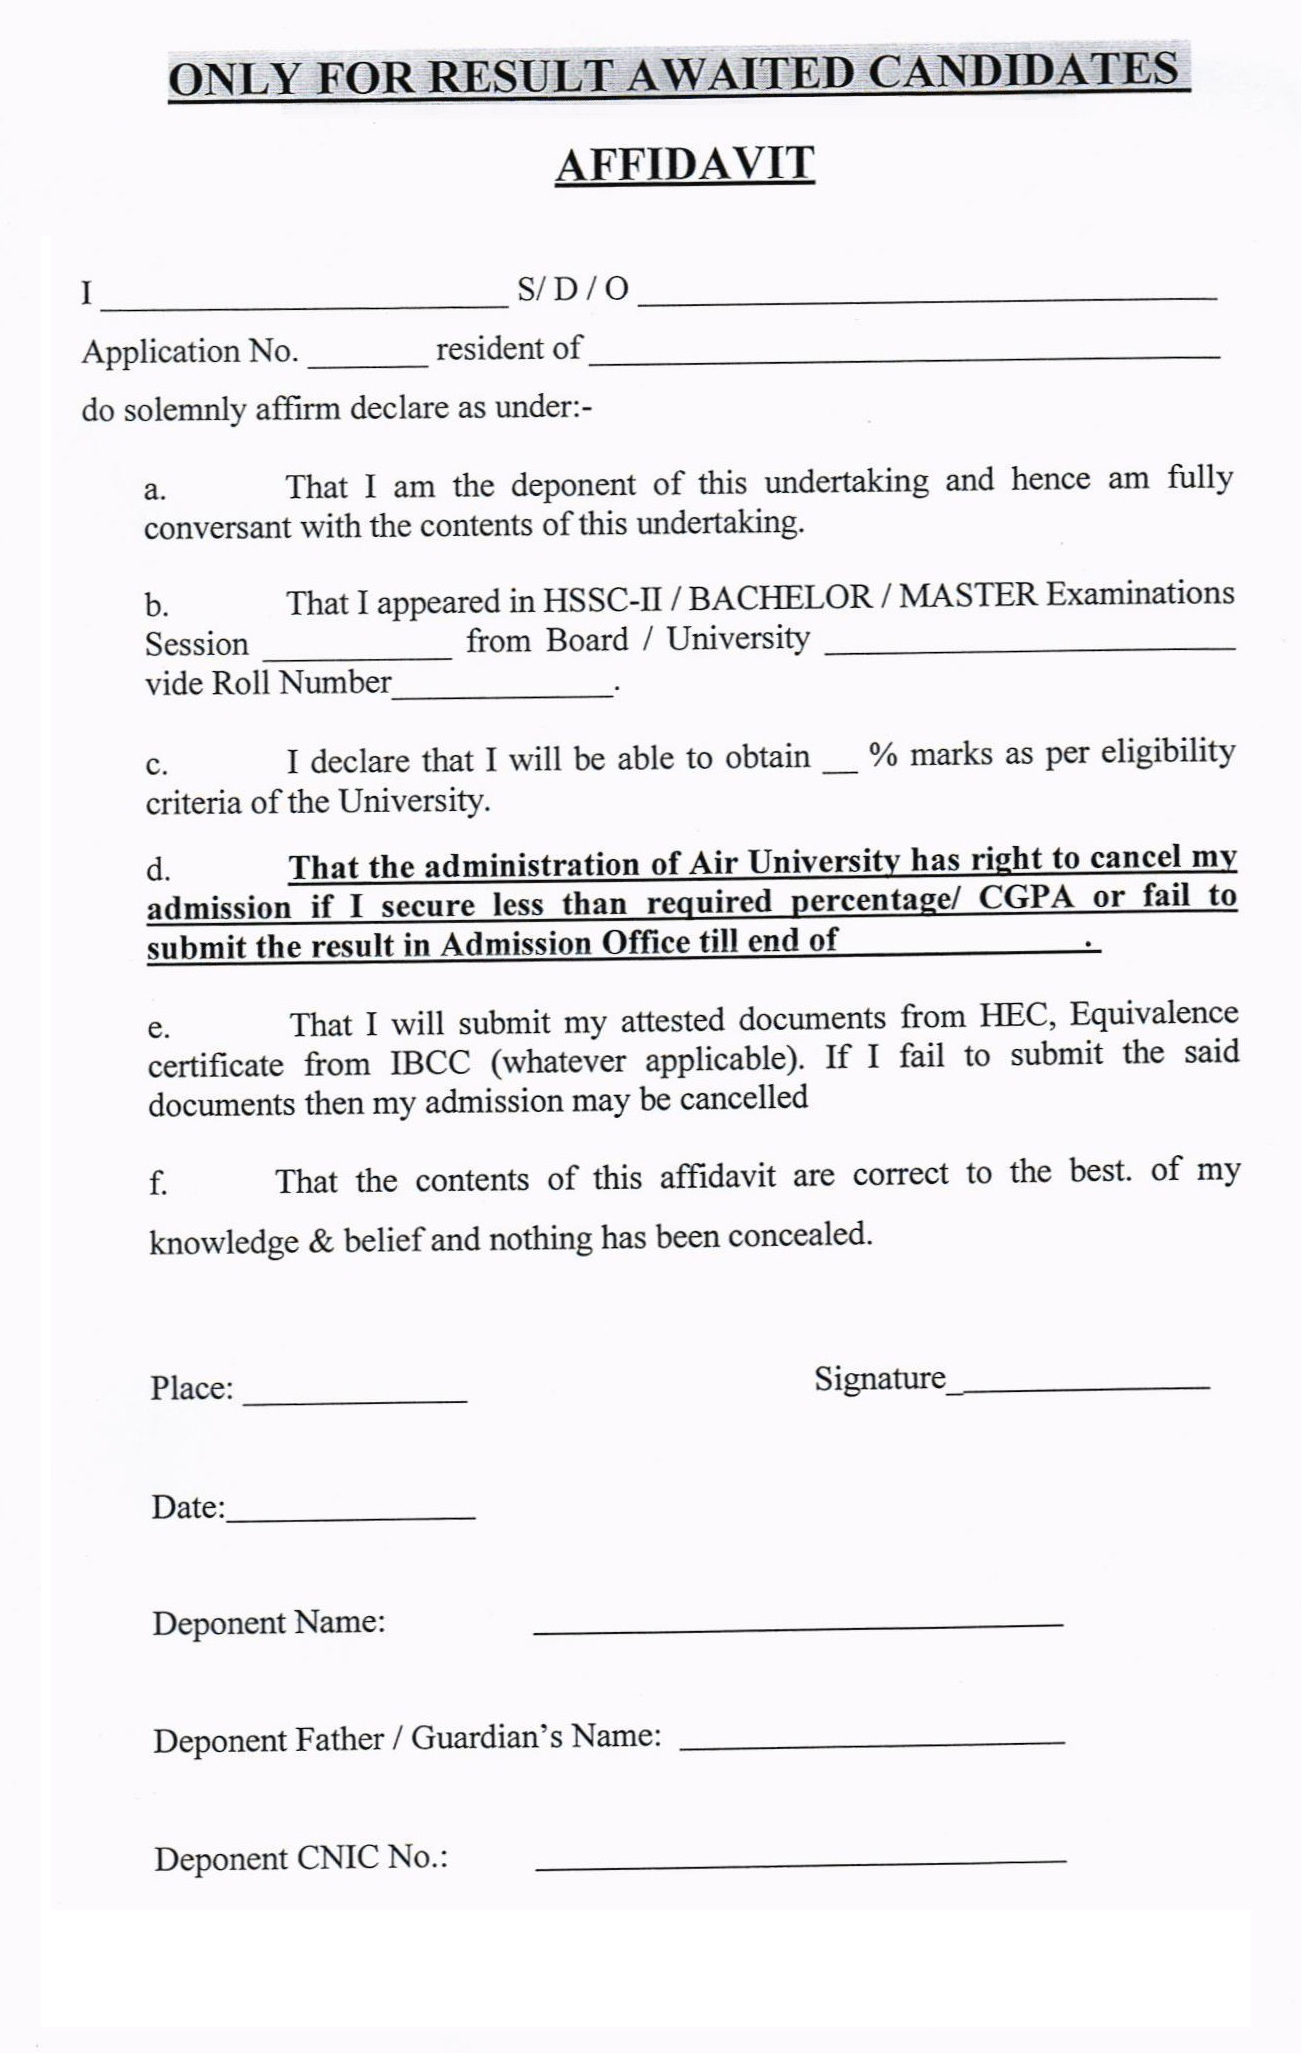 ONLY FOR RESULT AWAITED CANDIDATES
AFFIDAVIT
I ______________________ S/ D / O ______________________________
Application No. _______ resident of __________________________________
do solemnly affirm declare as under:-
a. That I am the deponent of this undertaking and hence am fully
conversant with the contents of this undertaking.
b. That I appeared in HSSC-II / BACHELOR / MASTER Examinations
Session ___________ from Board / University ________________________
vide Roll Number_____________.
c. I declare that I will be able to obtain __ % marks as per eligibility
criteria of the University.
d. That the administration of Air University has right to cancel my
admission if I secure less than required percentage/ CGPA or fail to
submit the result in Admission Office till end of ______________.
e. That I will submit my attested documents from HEC, Equivalence
certificate from IBCC (whatever applicable). If I fail to submit the said
documents then my admission may be cancelled
f. That the contents of this affidavit are correct to the best. of my
knowledge & belief and nothing has been concealed.
Place: _____________ Signature_______________
Date:______________
Deponent Name: ______________________________
Deponent Father / Guardian’s Name: ______________________
Deponent CNIC No.: ______________________________